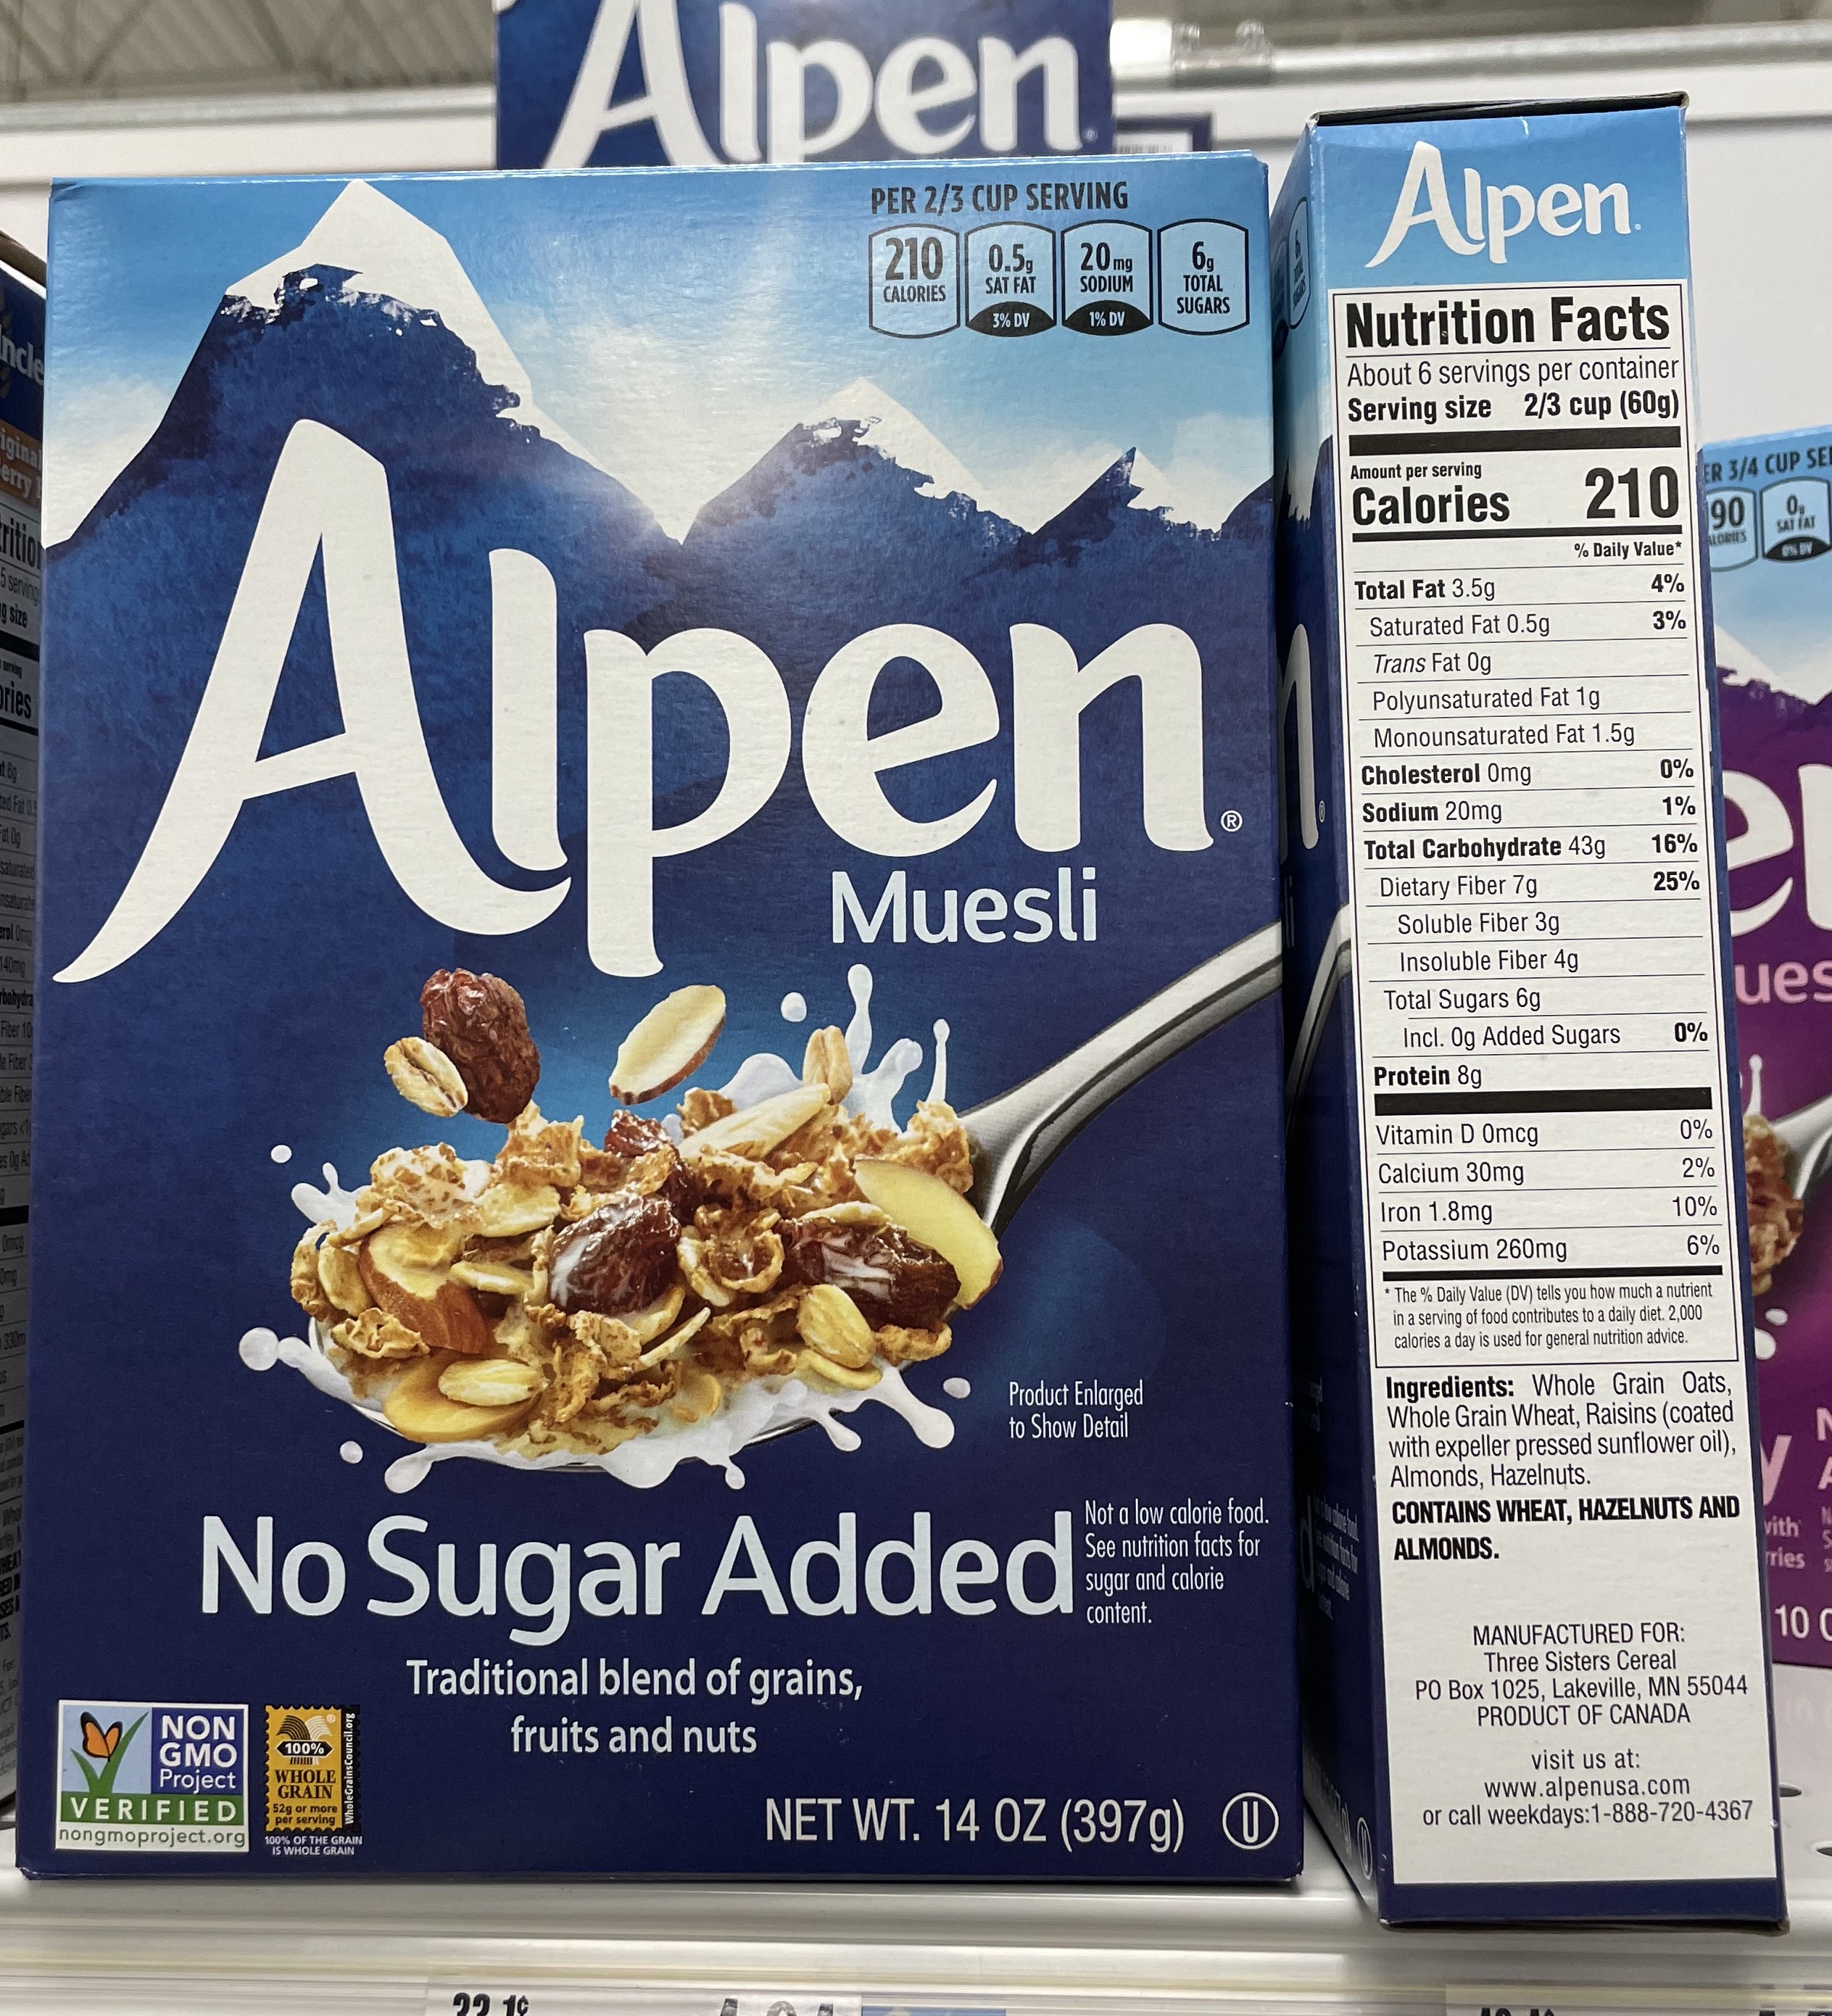 Alpen
PER 2/3 CUP SERVING
210
CALORIES
0.5g
SAT FAT
3% DV
20mg
SODIUM
1% DV
6g
TOTAL
SUGARS
Alpen®
Muesli
Product Enlarged
to Show Detail
No Sugar Added
Not a low calorie food.
See nutrition facts for
sugar and calorie
content.
Traditional blend of grains,
fruits and nuts
NON
GMO
Project
VERIFIED
nongmoproject.org
100%
WHOLE
GRAIN
52g or more
per serving
WholeGrainsCouncil.org
100% OF THE GRAIN
IS WHOLE GRAIN
NET WT. 14 OZ (397g)
U
Alpen
Nutrition Facts
About 6 servings per container
Serving size 2/3 cup (60g)
Amount per serving
Calories 210
% Daily Value*
Total Fat 3.5g 4%
Saturated Fat 0.5g 3%
Trans Fat 0g
Polyunsaturated Fat 1g
Monounsaturated Fat 1.5g
Cholesterol 0mg 0%
Sodium 20mg 1%
Total Carbohydrate 43g 16%
Dietary Fiber 7g 25%
Soluble Fiber 3g
Insoluble Fiber 4g
Total Sugars 6g
Incl. 0g Added Sugars 0%
Protein 8g
Vitamin D 0mcg 0%
Calcium 30mg 2%
Iron 1.8mg 10%
Potassium 260mg 6%
* The % Daily Value (DV) tells you how much a nutrient
in a serving of food contributes to a daily diet. 2,000
calories a day is used for general nutrition advice.
Ingredients: Whole Grain Oats,
Whole Grain Wheat, Raisins (coated
with expeller pressed sunflower oil),
Almonds, Hazelnuts.
CONTAINS WHEAT, HAZELNUTS AND
ALMONDS.
MANUFACTURED FOR:
Three Sisters Cereal
PO Box 1025, Lakeville, MN 55044
PRODUCT OF CANADA
visit us at:
www.alpenusa.com
or call weekdays:1-888-720-4367
3/4 CUP
90
0g
SAT FAT
0% DV